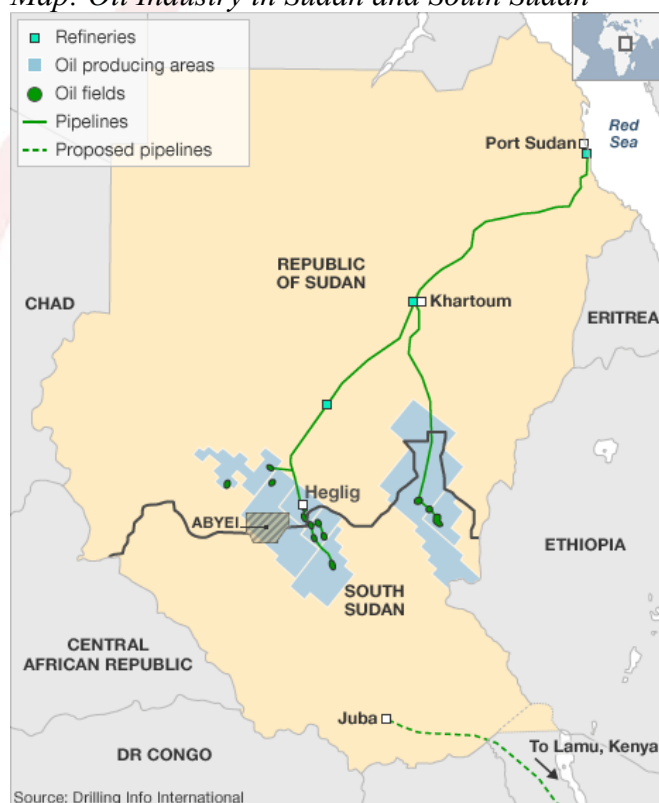 Map: Oil Industry in Sudan and South Sudan
Refineries
Oil producing areas
Oil fields
Pipelines
Proposed pipelines
Port Sudan
Red
Sea
REPUBLIC
OF SUDAN
CHAD
Khartoum
ERITREA
Heglig
ABYEI
ETHIOPIA
SOUTH
SUDAN
CENTRAL
AFRICAN REPUBLIC
Juba
To Lamu, Kenya
DR CONGO
Source: Drilling Info International